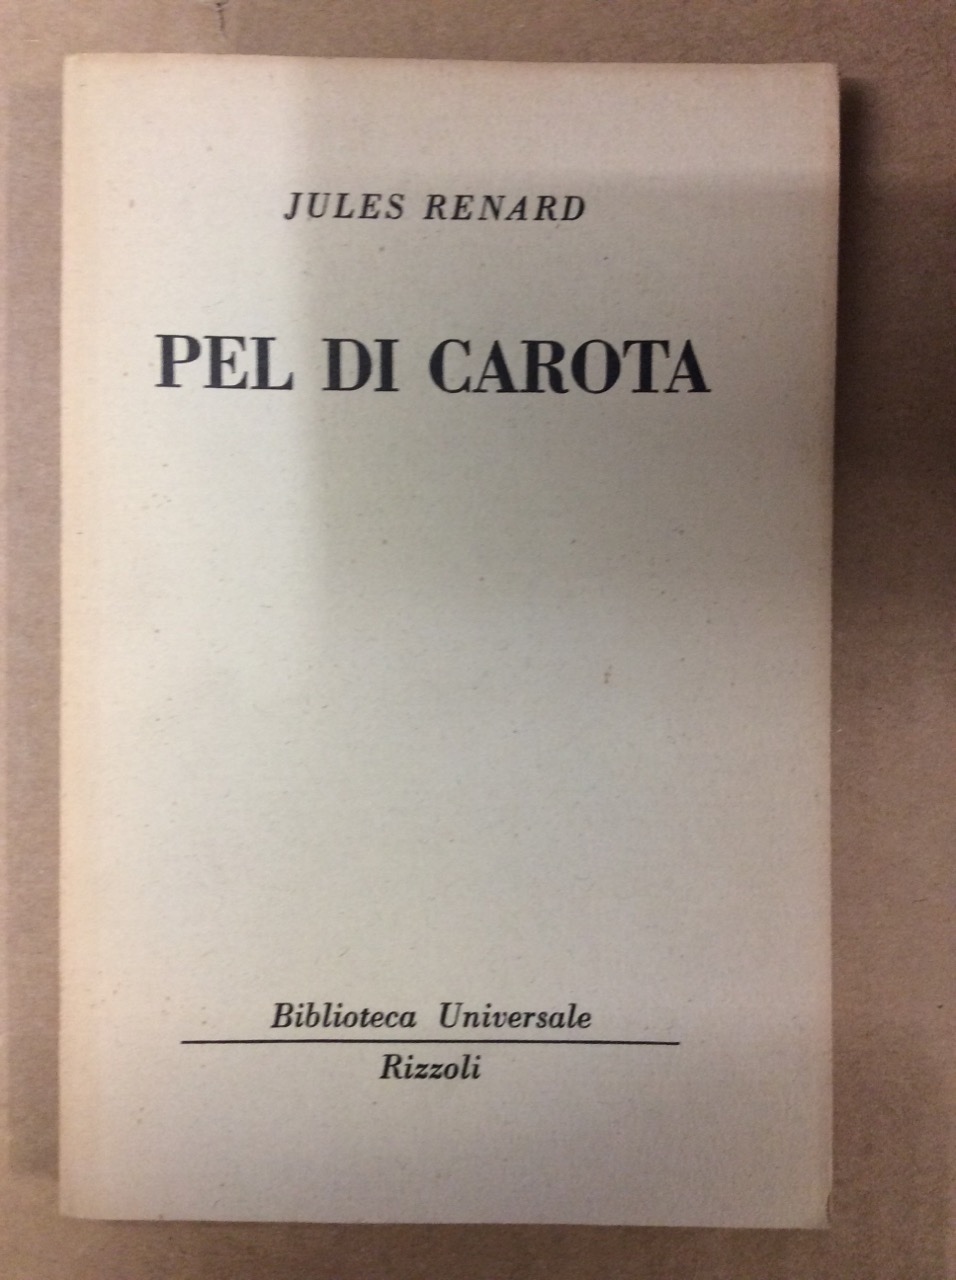 JULES RENARD
PEL DI CAROTA
Biblioteca Universale
Rizzoli